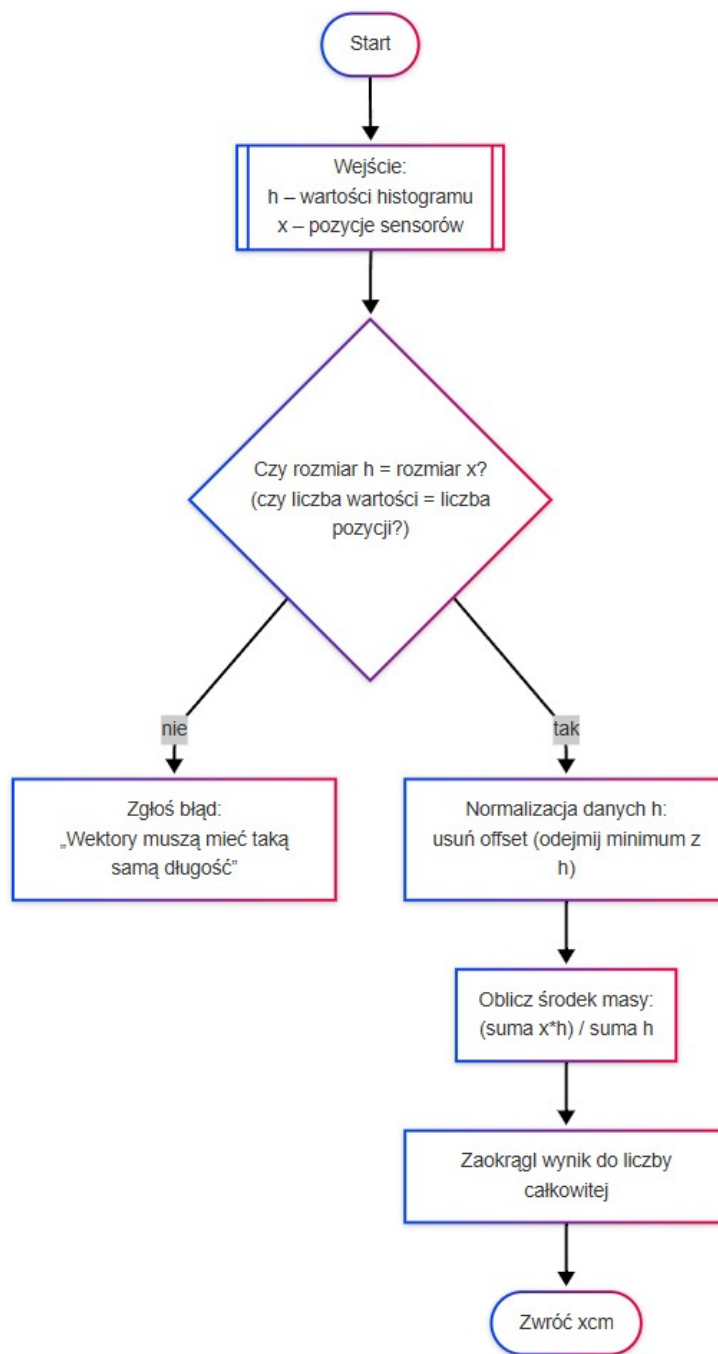 Start
Wejście:
h – wartości histogramu
x – pozycje sensorów
Czy rozmiar h = rozmiar x?
(czy liczba wartości = liczba
pozycji?)
nie
tak
Zgłoś błąd:
„Wektory muszą mieć taką
samą długość”
Normalizacja danych h:
usuń offset (odejmij minimum z
h)
Oblicz środek masy:
(suma x*h) / suma h
Zaokrągl wynik do liczby
całkowitej
Zwróć xcm